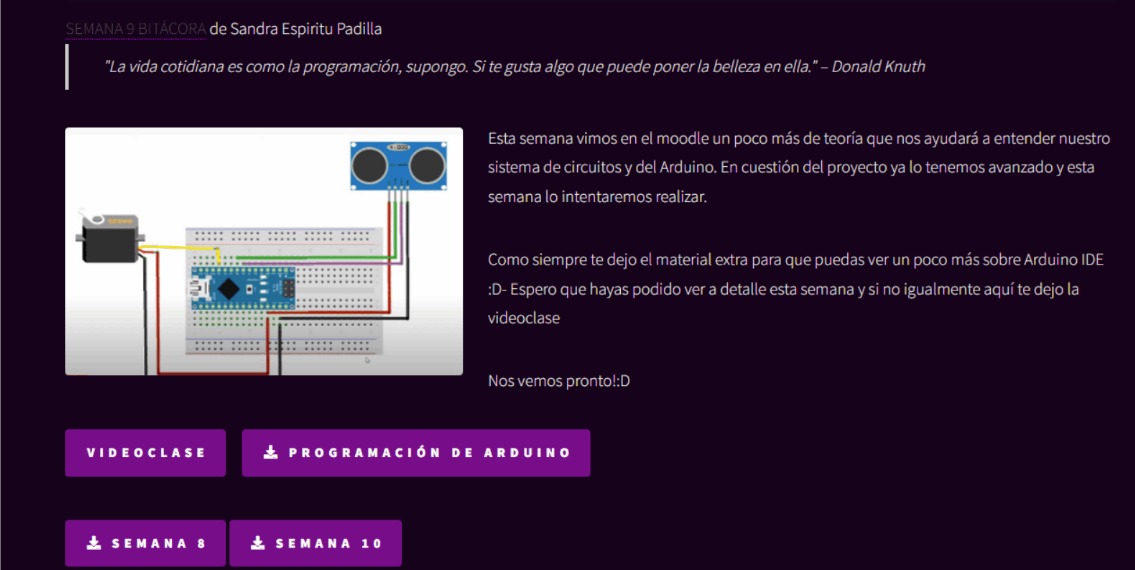 SEMANA 9 BITÁCORA de Sandra Espiritu Padilla
"La vida cotidiana es como la programación, supongo. Si te gusta algo que puede poner la belleza en ella." – Donald Knuth
Esta semana vimos en el moodle un poco más de teoría que nos ayudará a entender nuestro
sistema de circuitos y del Arduino. En cuestión del proyecto ya lo tenemos avanzado y esta
semana lo intentaremos realizar.
Como siempre te dejo el material extra para que puedas ver un poco más sobre Arduino IDE
:D- Espero que hayas podido ver a detalle esta semana y si no igualmente aquí te dejo la
videoclase
Nos vemos pronto!:D
VIDEOCLASE
PROGRAMACIÓN DE ARDUINO
SEMANA 8
SEMANA 10